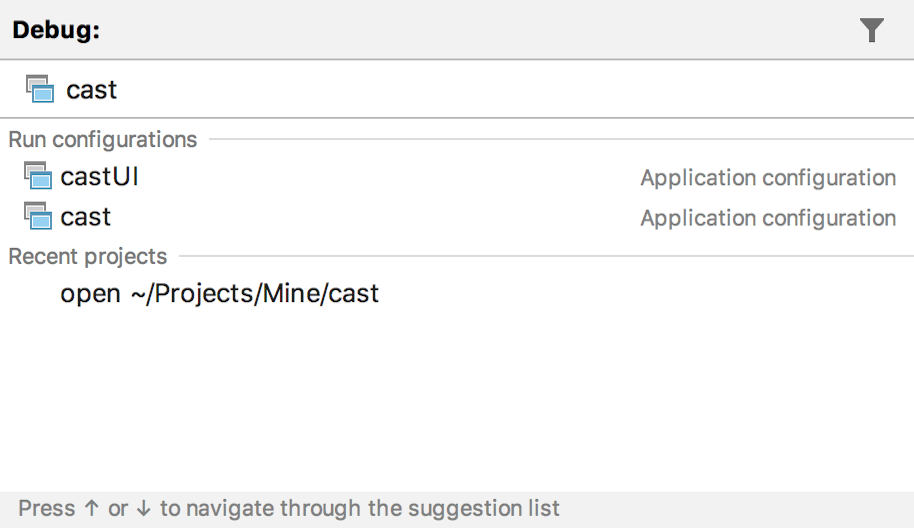 Debug:
cast
Run configurations
castUI Application configuration
cast Application configuration
Recent projects
open ~/Projects/Mine/cast
Press ↑ or ↓ to navigate through the suggestion list